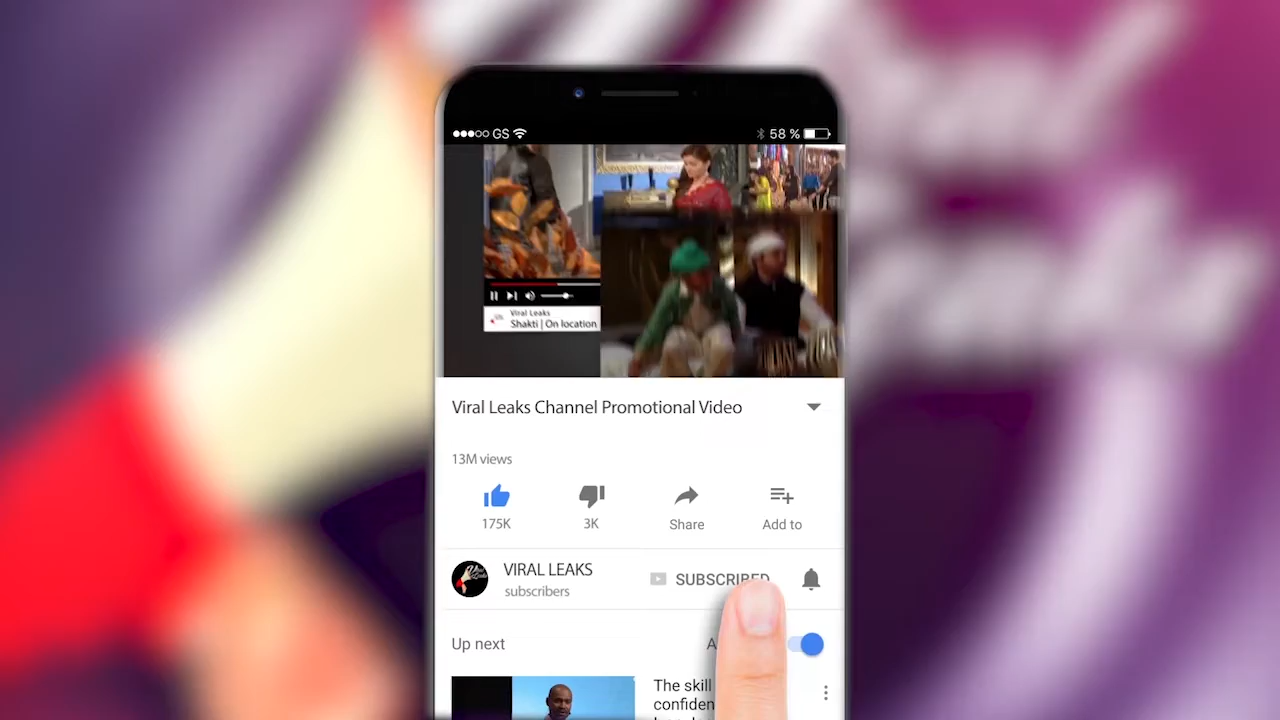 GS
58 %
Viral Leaks
Shakti | On location
Viral Leaks Channel Promotional Video
13M views
175K
3K
Share
Add to
VIRAL LEAKS
subscribers
SUBSCRIBED
Up next
The skill